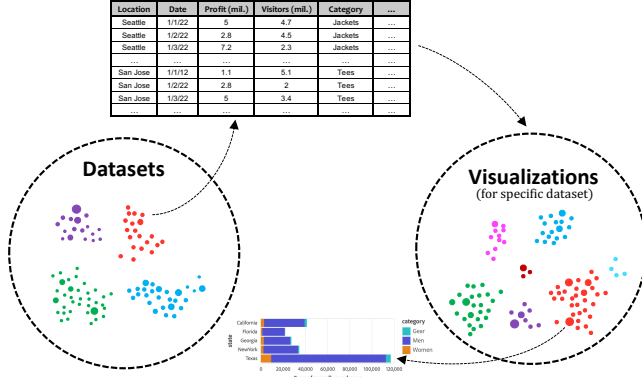 Location Date Profit (mil.) Visitors (mil.) Category ...
Seattle 1/1/22 5 4.7 Jackets ...
Seattle 1/2/22 2.8 4.5 Jackets ...
Seattle 1/3/22 7.2 2.3 Jackets ...
... ... ... ... ...
San Jose 1/1/12 1.1 5.1 Tees ...
San Jose 1/2/22 2.8 2 Tees ...
San Jose 1/3/22 5 3.4 Tees ...
... ... ... ... ... ...
Datasets
Visualizations
(for specific dataset)
state
California
Florida
Georgia
NewYork
Texas
0 20,000 40,000 60,000 80,000 100,000 120,000
category
Gear
Men
Women